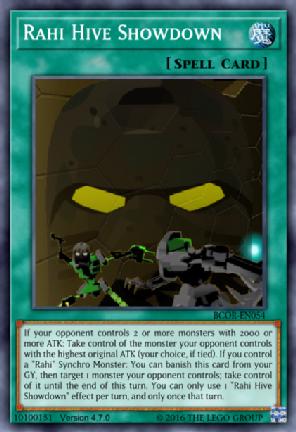 Rahi Hive Showdown
[Spell Card]
BCOR-EN054
If your opponent controls 2 or more monsters with 2000 or
more ATK: Take control of the monster your opponent controls
with the highest original ATK (your choice, if tied). If you control
a "Rahi" Synchro Monster: You can banish this card from your
GY, then target 1 monster your opponent controls; take control
of it until the end of this turn. You can only use 1 "Rahi Hive
Showdown" effect per turn, and only once that turn.
10100151 Version 4.7.0 ©2016 THE LEGO GROUP